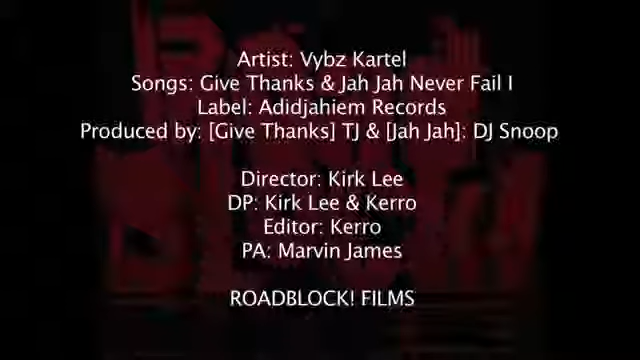 Artist: Vybz Kartel
Songs: Give Thanks & Jah Jah Never Fail I
Label: Adidjahiem Records
Produced by: [Give Thanks] TJ & [Jah Jah]: DJ Snoop
Director: Kirk Lee
DP: Kirk Lee & Kerro
Editor: Kerro
PA: Marvin James
ROADBLOCK! FILMS